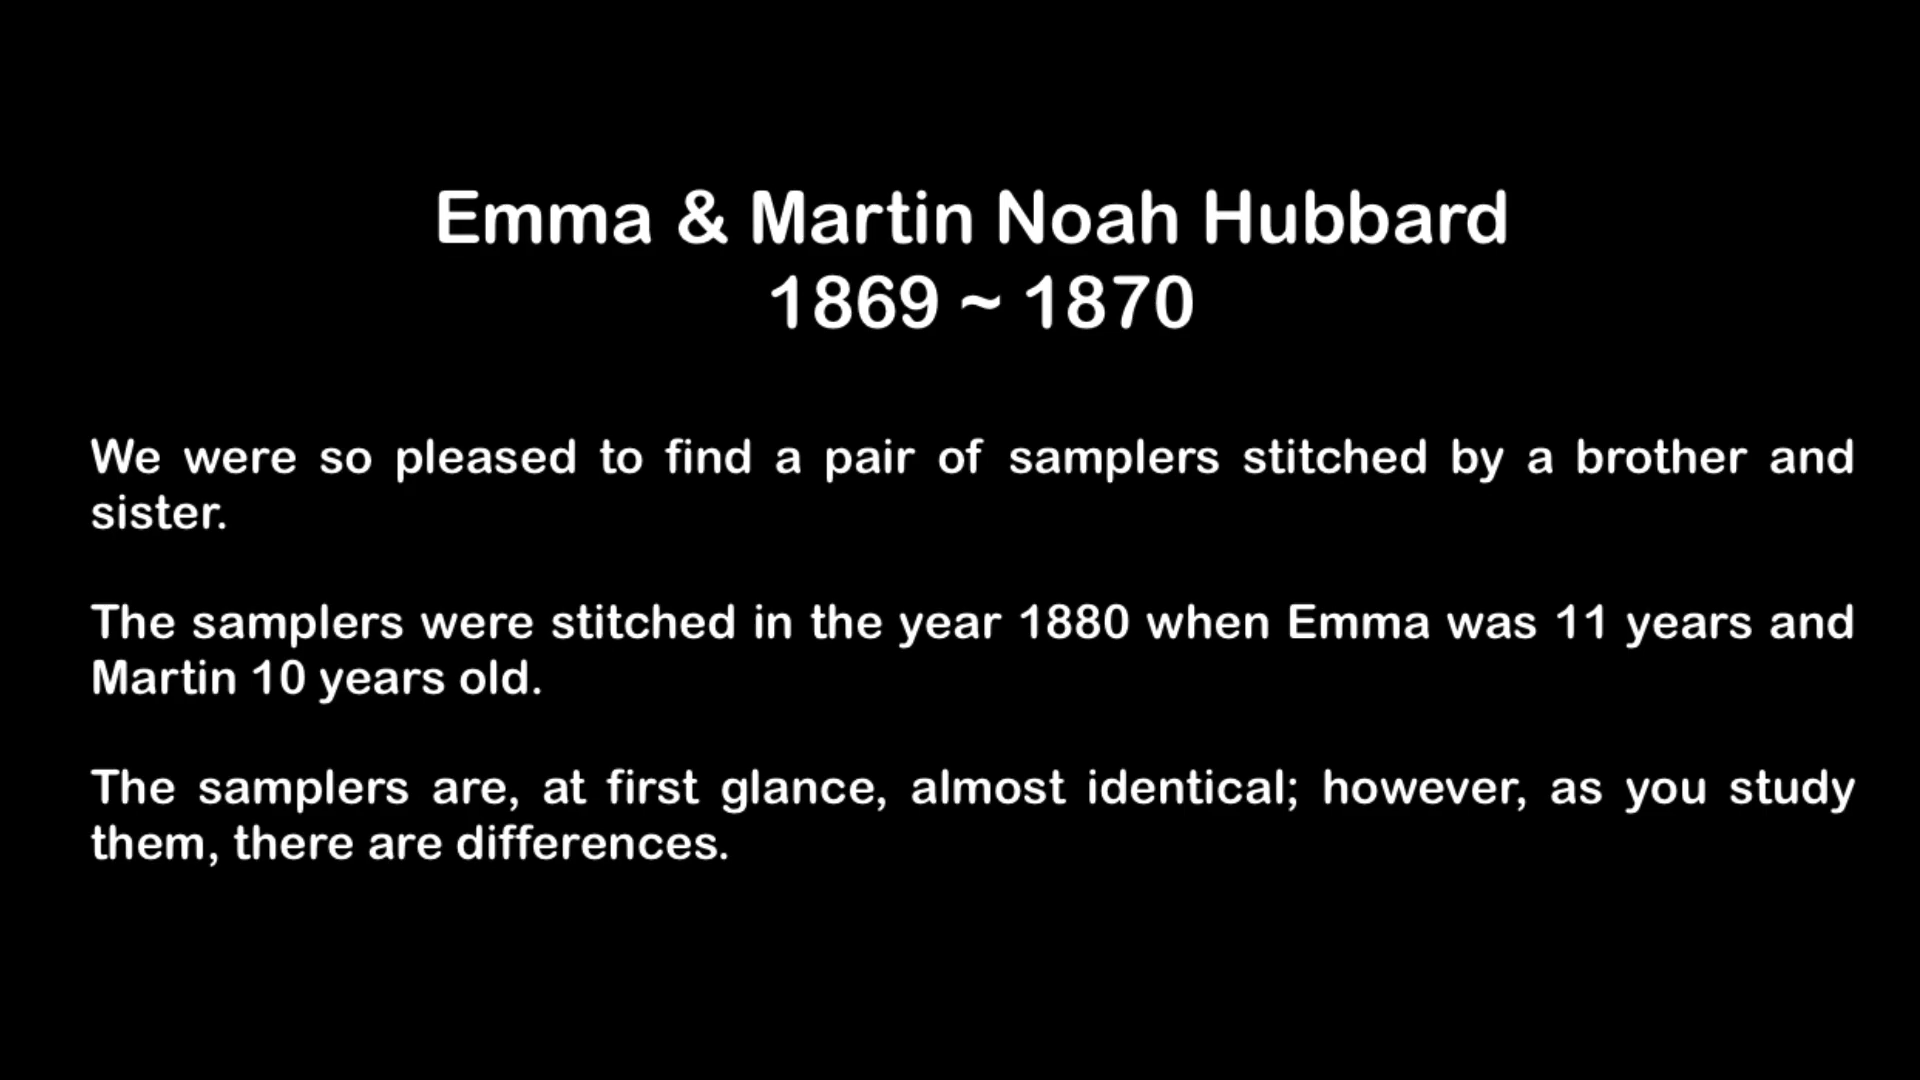 Emma & Martin Noah Hubbard
1869 ~ 1870
We were so pleased to find a pair of samplers stitched by a brother and
sister.
The samplers were stitched in the year 1880 when Emma was 11 years and
Martin 10 years old.
The samplers are, at first glance, almost identical; however, as you study
them, there are differences.